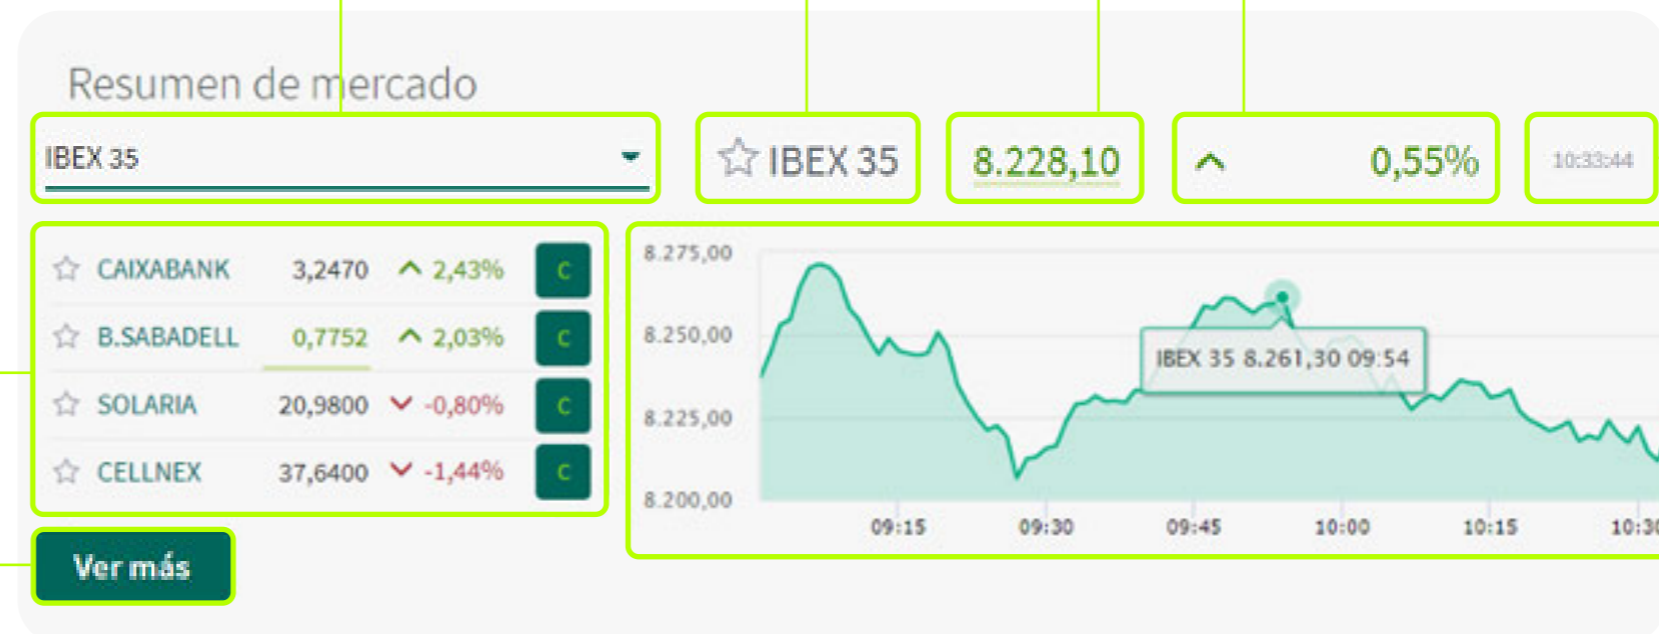 Resumen de mercado
IBEX 35
IBEX 35 8.228,10 0,55% 10:33:44
CAIXABANK 3,2470 2,43% C
B.SABADELL 0,7752 2,03% C
SOLARIA 20,9800 -0,80% C
CELLNEX 37,6400 -1,44% C
Ver más
8.275,00
8.250,00
8.225,00
8.200,00
IBEX 35 8.261,30 09:54
09:15 09:30 09:45 10:00 10:15 10:30